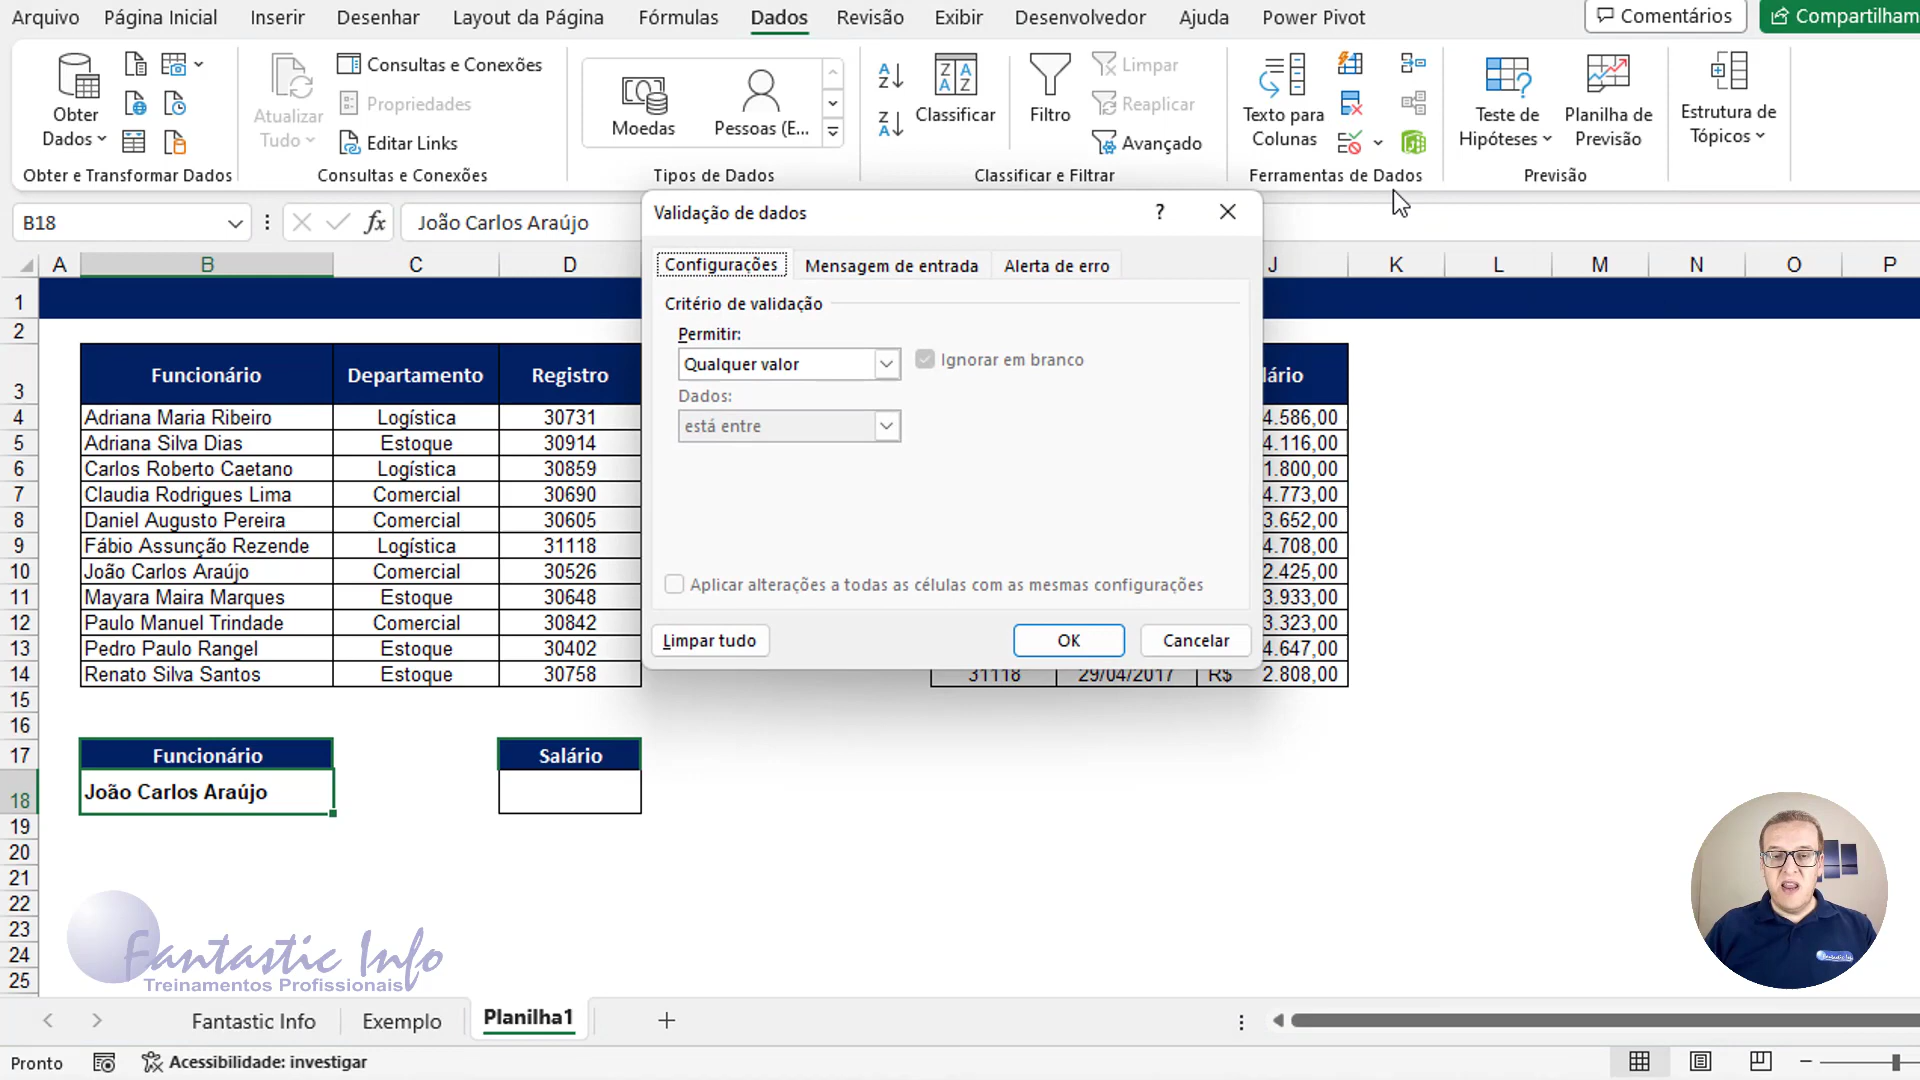 Arquivo Página Inicial Inserir Desenhar Layout da Página Fórmulas Dados Revisão Exibir Desenvolvedor Ajuda Power Pivot Comentários Compartilham
Obter Dados
Atualizar Tudo
Consultas e Conexões
Propriedades
Editar Links
Moedas Pessoas (E...
Classificar
Filtro
Limpar
Reaplicar
Avançado
Texto para Colunas
Teste de Hipóteses
Planilha de Previsão
Estrutura de Tópicos
Obter e Transformar Dados Consultas e Conexões Tipos de Dados Classificar e Filtrar Ferramentas de Dados Previsão
B18 fx João Carlos Araújo
A B C D J K L M N O P
Validação de dados ?
Configurações Mensagem de entrada Alerta de erro
Critério de validação
Permitir:
Qualquer valor
Ignorar em branco
Dados:
está entre
Aplicar alterações a todas as células com as mesmas configurações
Limpar tudo OK Cancelar
1
2
3 Funcionário Departamento Registro lário
4 Adriana Maria Ribeiro Logística 30731 4.586,00
5 Adriana Silva Dias Estoque 30914 4.116,00
6 Carlos Roberto Caetano Logística 30859 1.800,00
7 Claudia Rodrigues Lima Comercial 30690 4.773,00
8 Daniel Augusto Pereira Comercial 30605 3.652,00
9 Fábio Assunção Rezende Logística 31118 4.708,00
10 João Carlos Araújo Comercial 30526 2.425,00
11 Mayara Maira Marques Estoque 30648 3.933,00
12 Paulo Manuel Trindade Comercial 30842 3.323,00
13 Pedro Paulo Rangel Estoque 30402 4.647,00
14 Renato Silva Santos Estoque 30758 31118 29/04/2017 R$ 2.808,00
15
16
17 Funcionário Salário
18 João Carlos Araújo
19
20
21
22
23
24
25
Fantastic Info
Treinamentos Profissionais
Fantastic Info Exemplo Planilha1
Pronto Acessibilidade: investigar